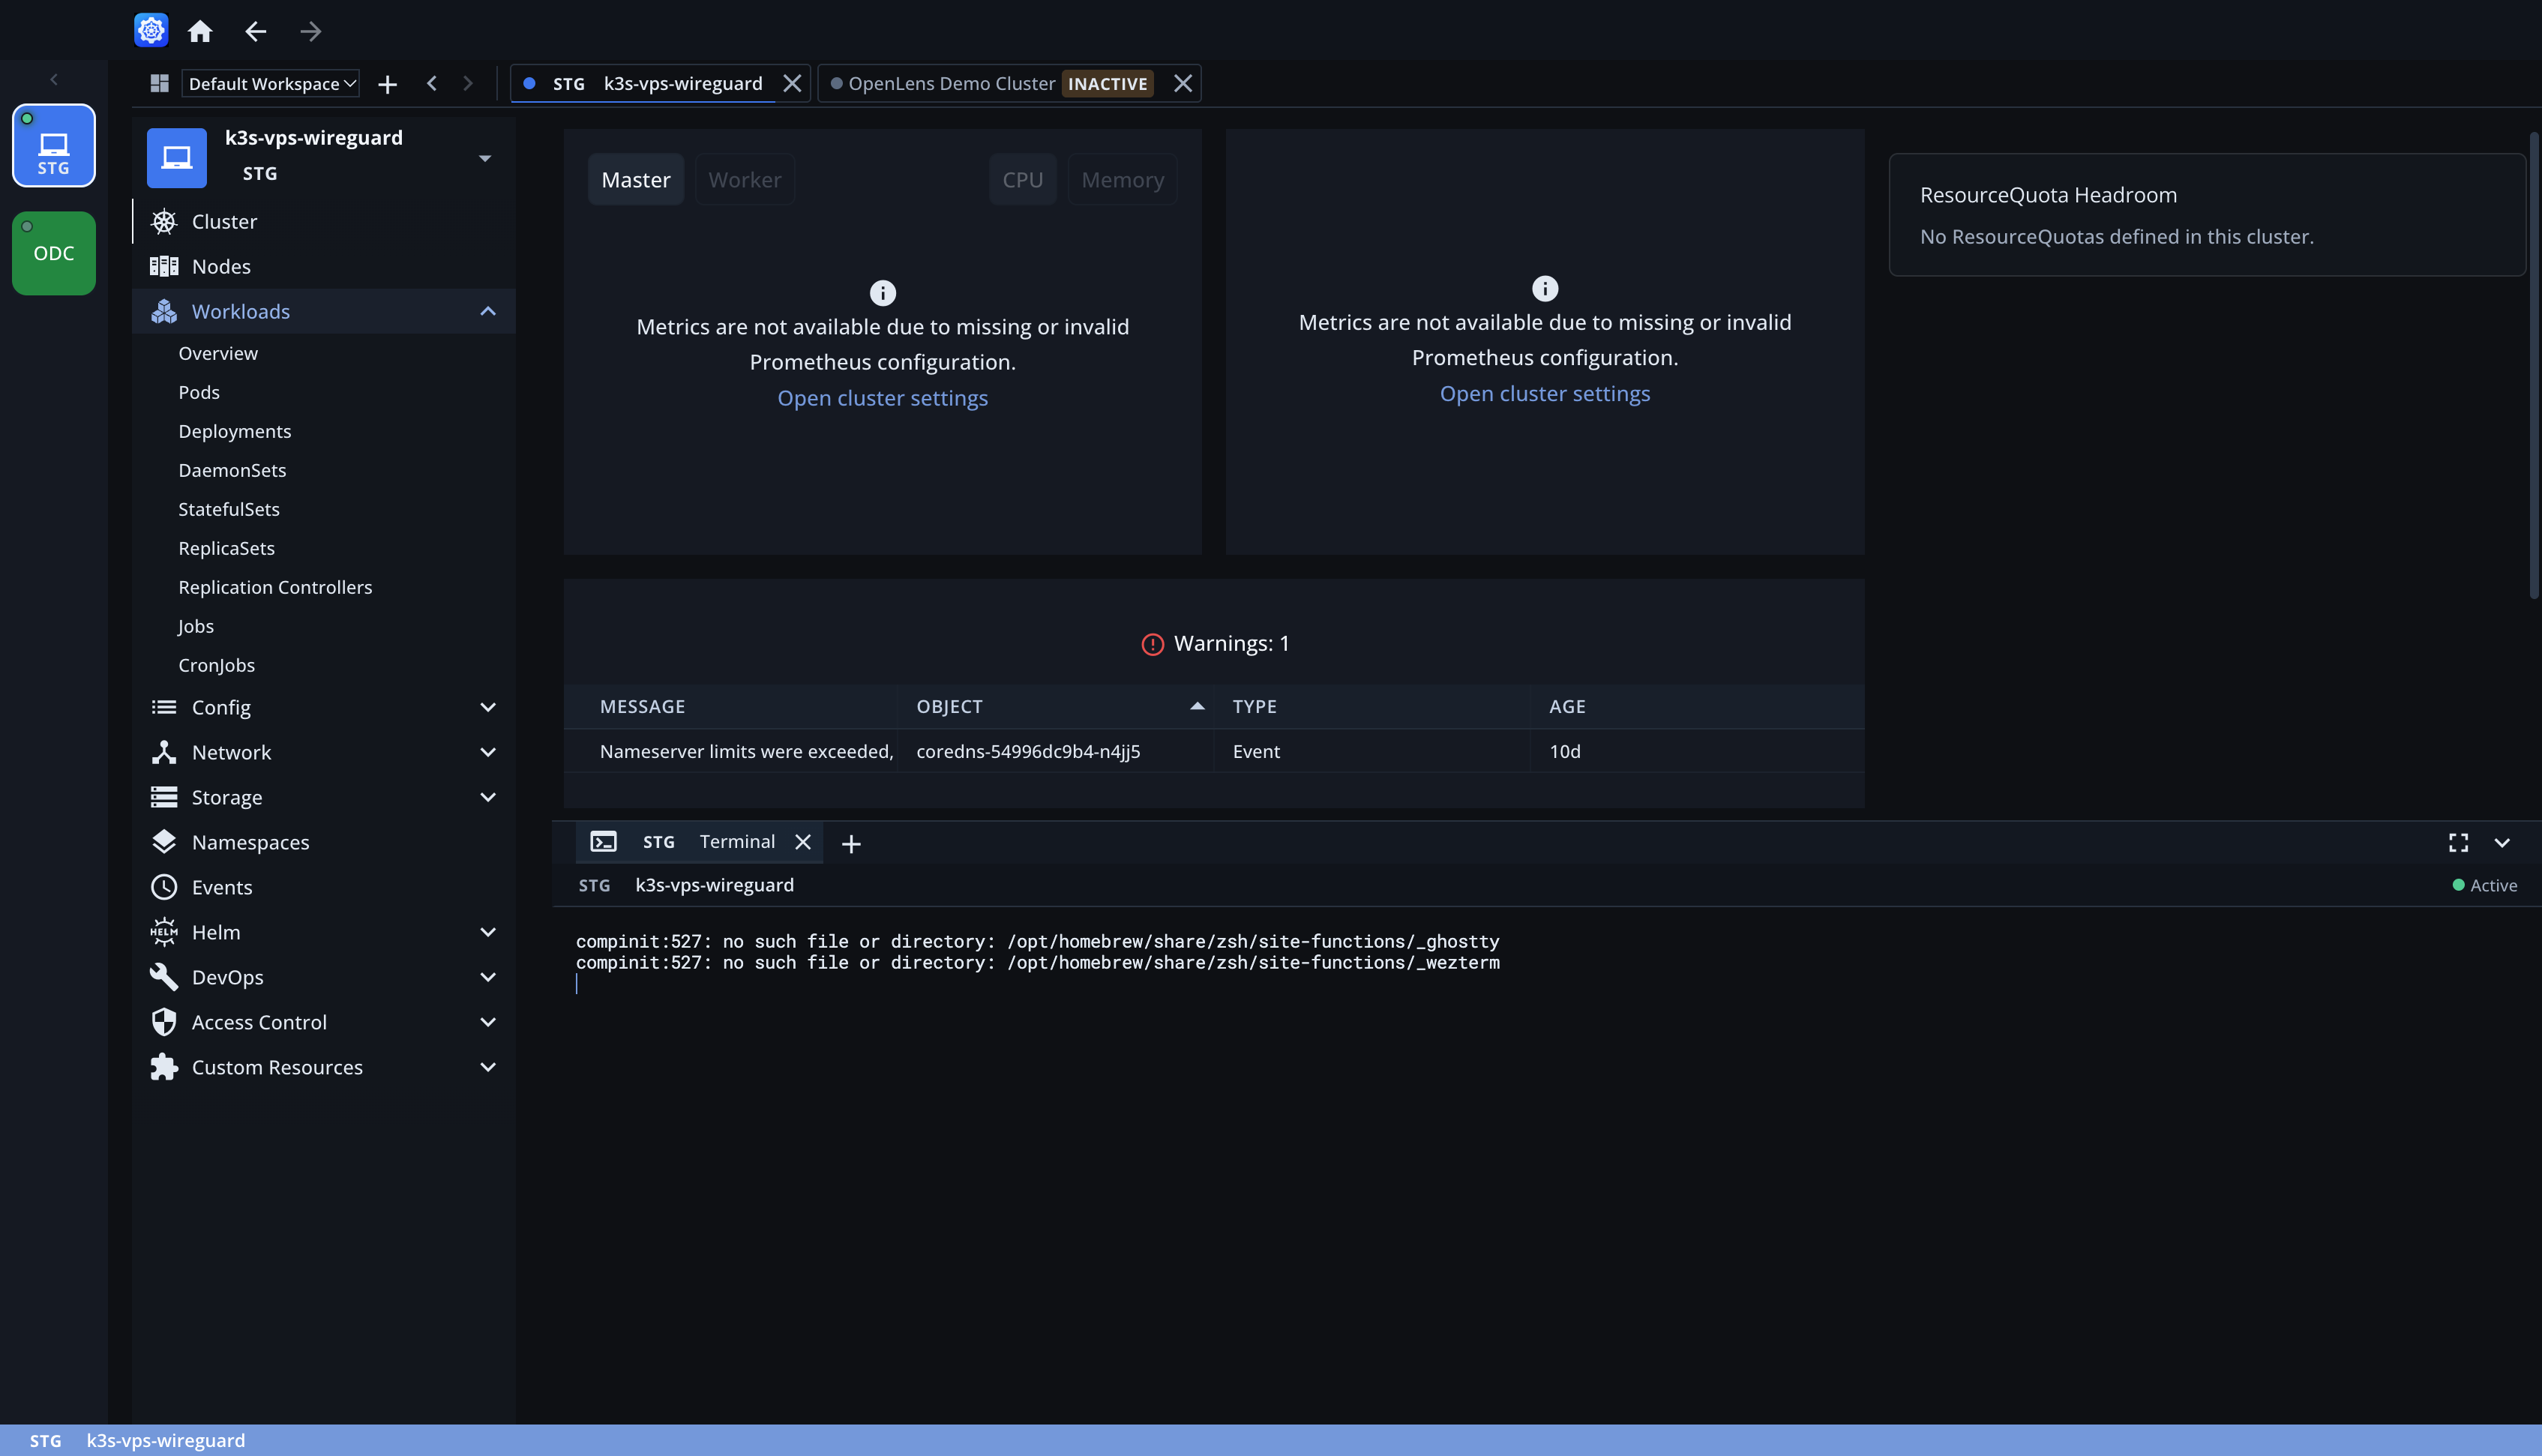 Default Workspace
STG k3s-vps-wireguard
OpenLens Demo Cluster INACTIVE
STG
ODC
k3s-vps-wireguard
STG
Cluster
Nodes
Workloads
Overview
Pods
Deployments
DaemonSets
StatefulSets
ReplicaSets
Replication Controllers
Jobs
CronJobs
Config
Network
Storage
Namespaces
Events
HELM Helm
DevOps
Access Control
Custom Resources
Master Worker CPU Memory
Metrics are not available due to missing or invalid
Prometheus configuration.
Open cluster settings
Metrics are not available due to missing or invalid
Prometheus configuration.
Open cluster settings
ResourceQuota Headroom
No ResourceQuotas defined in this cluster.
Warnings: 1
MESSAGE OBJECT TYPE AGE
Nameserver limits were exceeded, coredns-54996dc9b4-n4jj5 Event 10d
STG Terminal
STG k3s-vps-wireguard Active
compinit:527: no such file or directory: /opt/homebrew/share/zsh/site-functions/_ghostty
compinit:527: no such file or directory: /opt/homebrew/share/zsh/site-functions/_wezterm
STG k3s-vps-wireguard